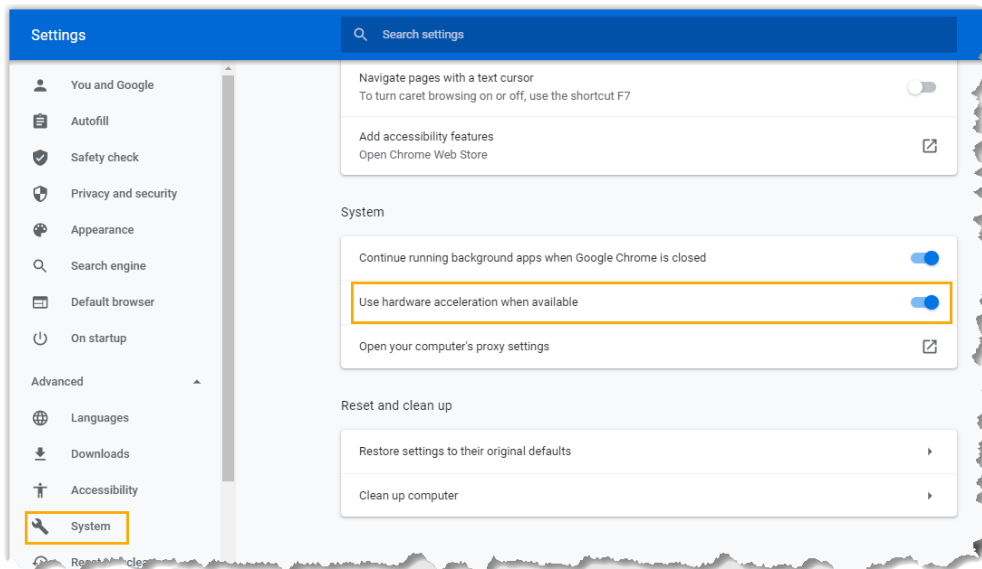 Settings
Search settings
You and Google
Autofill
Safety check
Privacy and security
Appearance
Search engine
Default browser
On startup
Advanced
Languages
Downloads
Accessibility
System
Navigate pages with a text cursor
To turn caret browsing on or off, use the shortcut F7
Add accessibility features
Open Chrome Web Store
System
Continue running background apps when Google Chrome is closed
Use hardware acceleration when available
Open your computer's proxy settings
Reset and clean up
Restore settings to their original defaults
Clean up computer